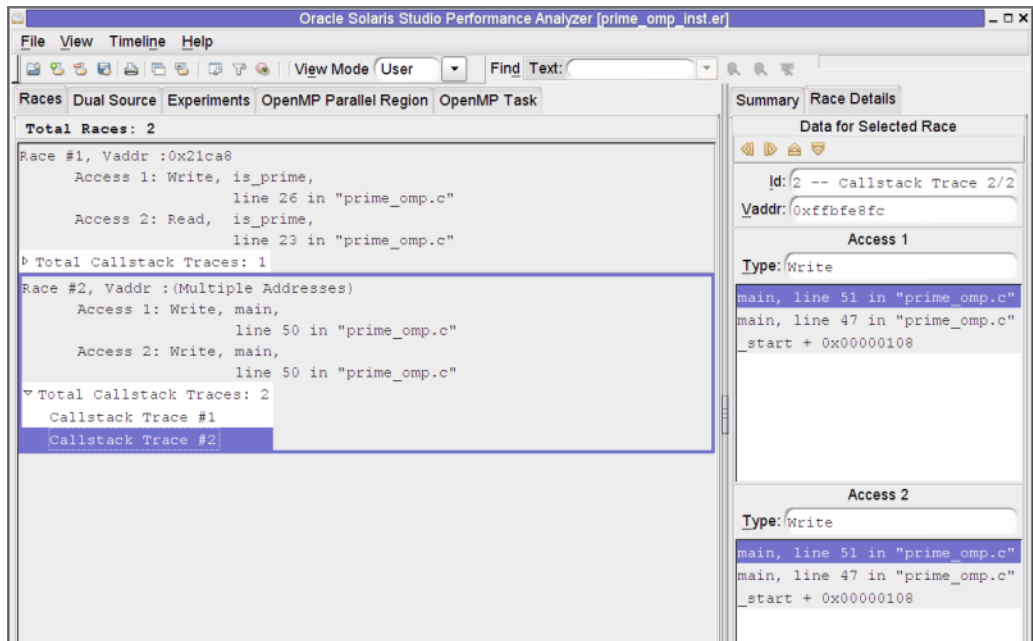 Oracle Solaris Studio Performance Analyzer [prime_omp_inst.er]
File View Timeline Help
View Mode User Find Text:
Races Dual Source Experiments OpenMP Parallel Region OpenMP Task
Total Races: 2
Race #1, Vaddr :0x21ca8
Access 1: Write, is_prime,
line 26 in "prime_omp.c"
Access 2: Read, is_prime,
line 23 in "prime_omp.c"
Total Callstack Traces: 1
Race #2, Vaddr :(Multiple Addresses)
Access 1: Write, main,
line 50 in "prime_omp.c"
Access 2: Write, main,
line 50 in "prime_omp.c"
Total Callstack Traces: 2
Callstack Trace #1
Callstack Trace #2
Summary Race Details
Data for Selected Race
Id: 2 -- Callstack Trace 2/2
Vaddr: 0xffbfe8fc
Access 1
Type: Write
main, line 51 in "prime_omp.c"
main, line 47 in "prime_omp.c"
_start + 0x00000108
Access 2
Type: Write
main, line 51 in "prime_omp.c"
main, line 47 in "prime_omp.c"
_start + 0x00000108